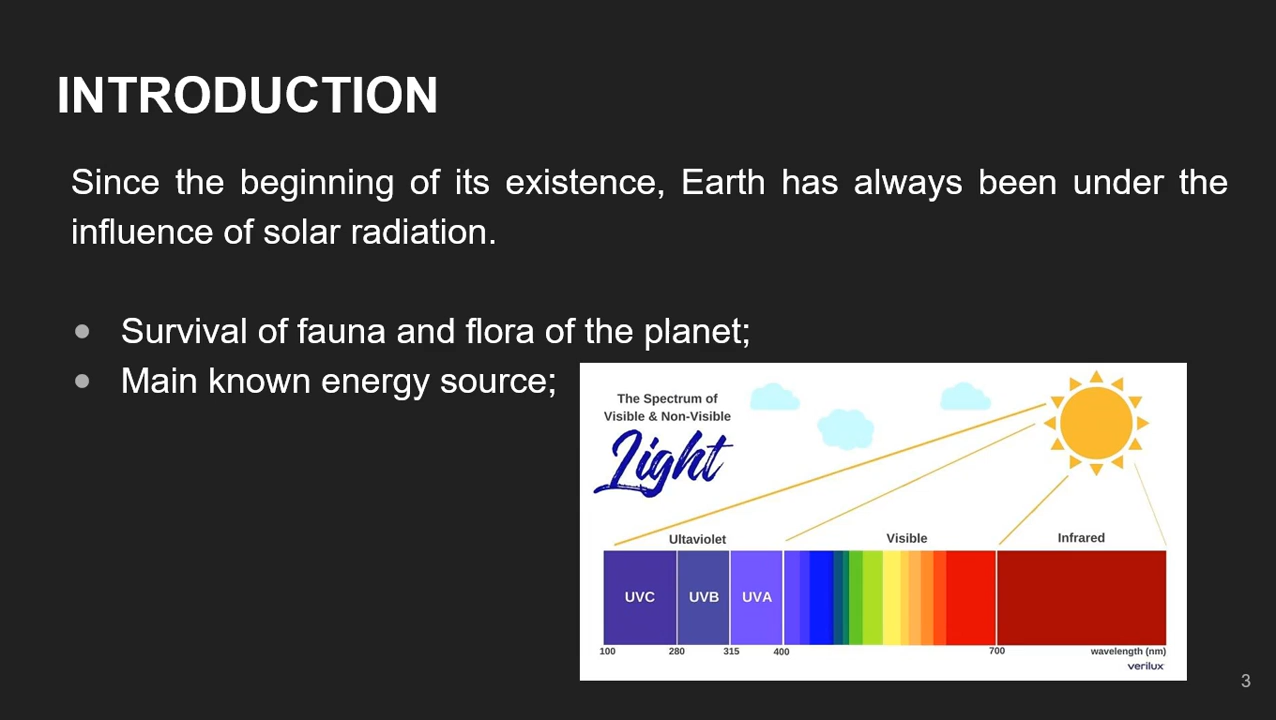 INTRODUCTION
Since the beginning of its existence, Earth has always been under the
influence of solar radiation.
● Survival of fauna and flora of the planet;
● Main known energy source;
The Spectrum of
Visible & Non-Visible
Light
Ultaviolet
Visible
Infrared
UVC
UVB
UVA
100
280
315
400
700
wavelength (nm)
verilux
3